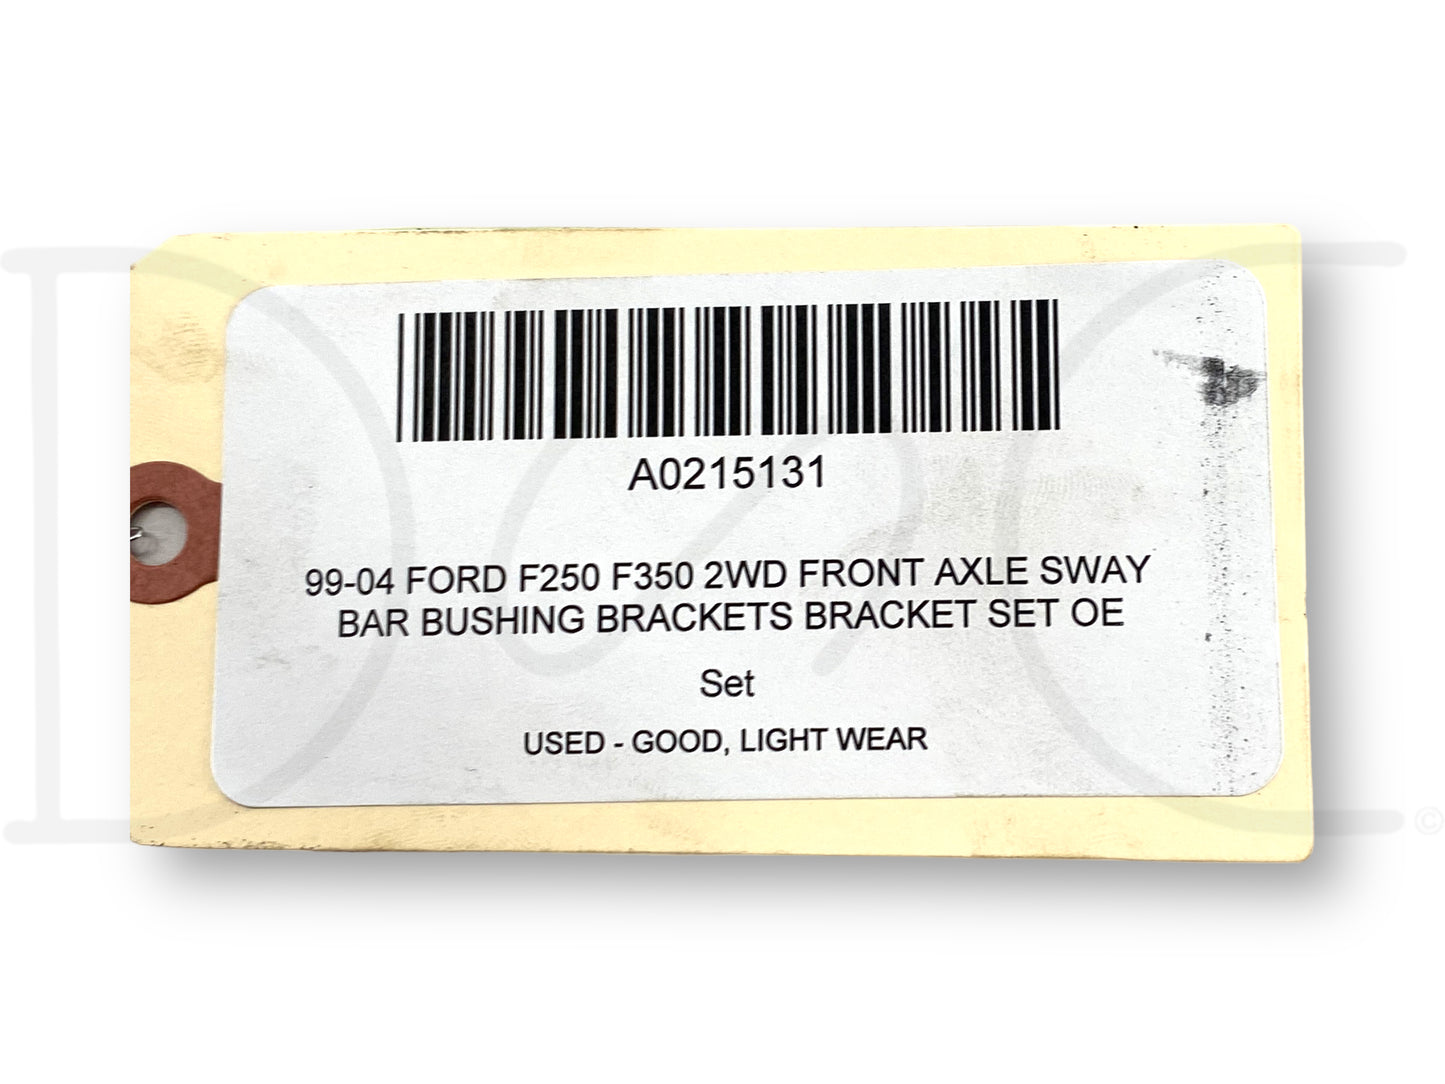 A0215131
99-04 FORD F250 F350 2WD FRONT AXLE SWAY
BAR BUSHING BRACKETS BRACKET SET OE
Set
USED - GOOD, LIGHT WEAR
©